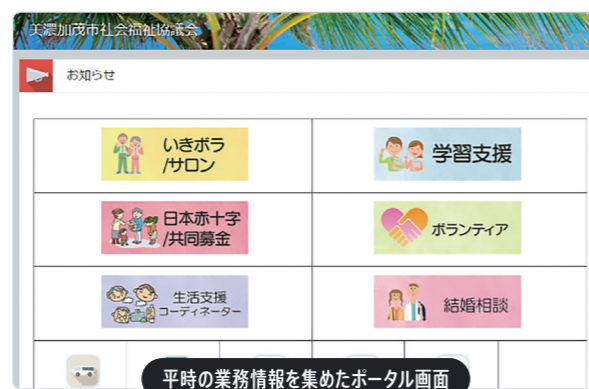 美濃加茂市社会福祉協議会
お知らせ
いきボラ
/サロン
学習支援
日本赤十字
/共同募金
ボランティア
生活支援
コーディネーター
結婚相談
平時の業務情報を集めたポータル画面